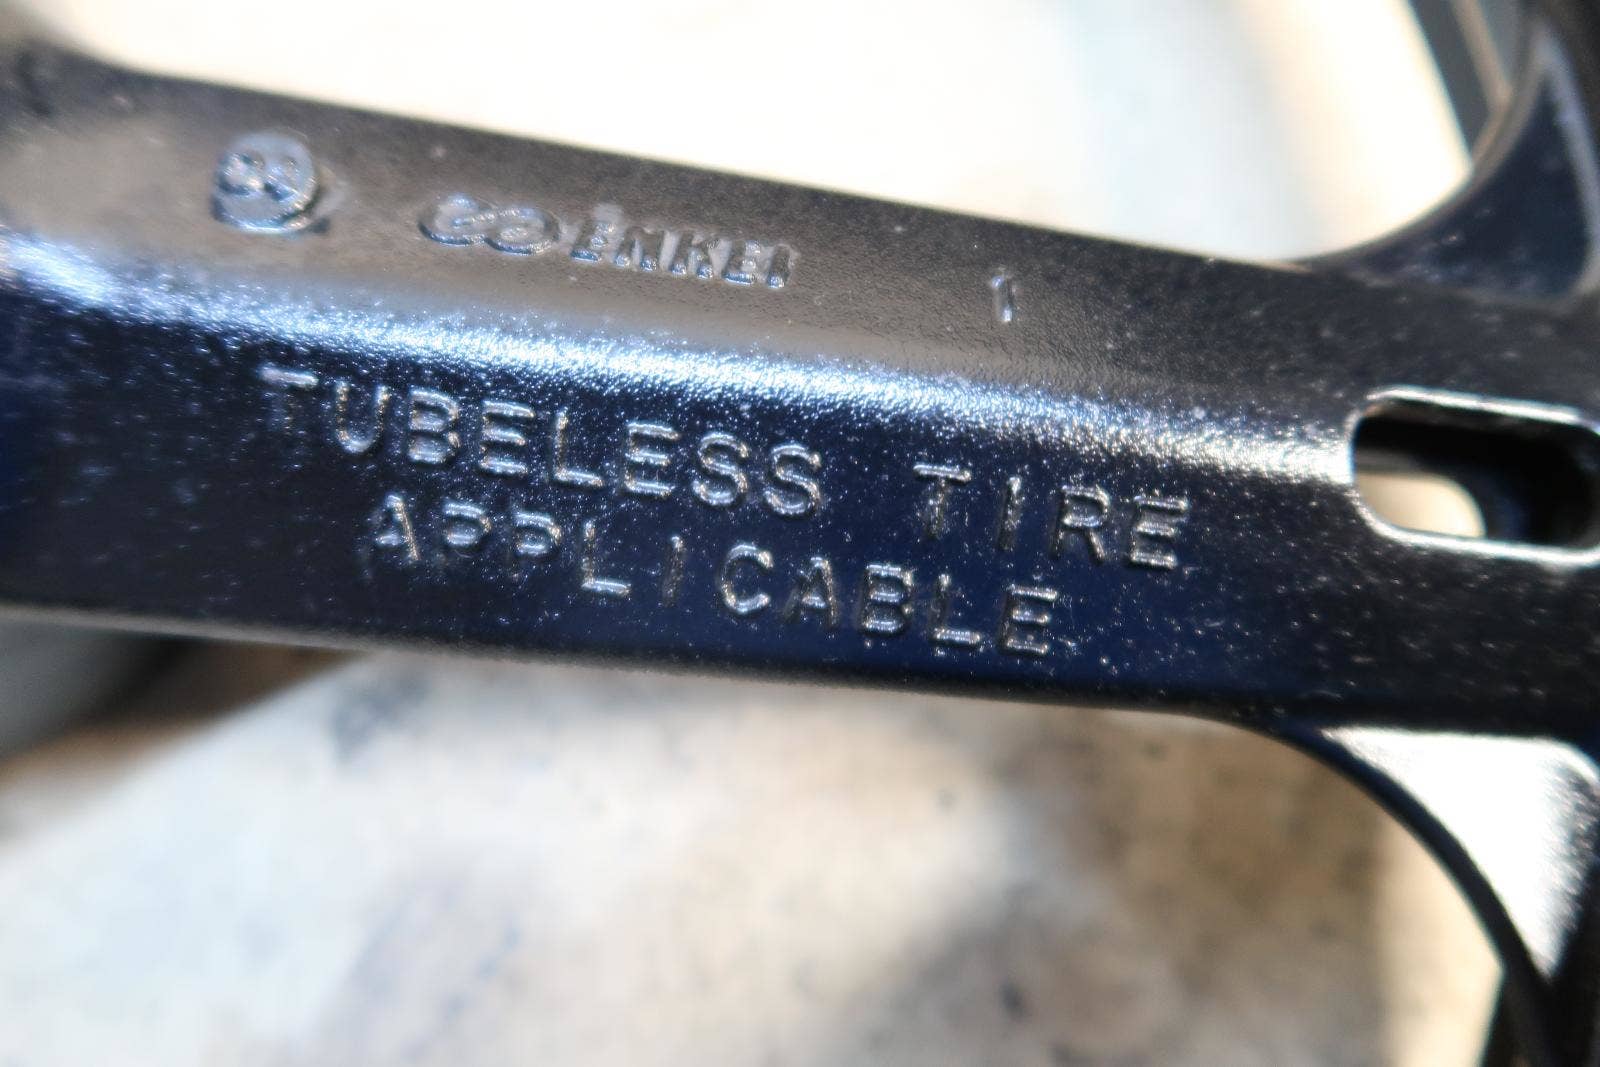 ENKEI 1
TUBELESS TIRE
APPLICABLE